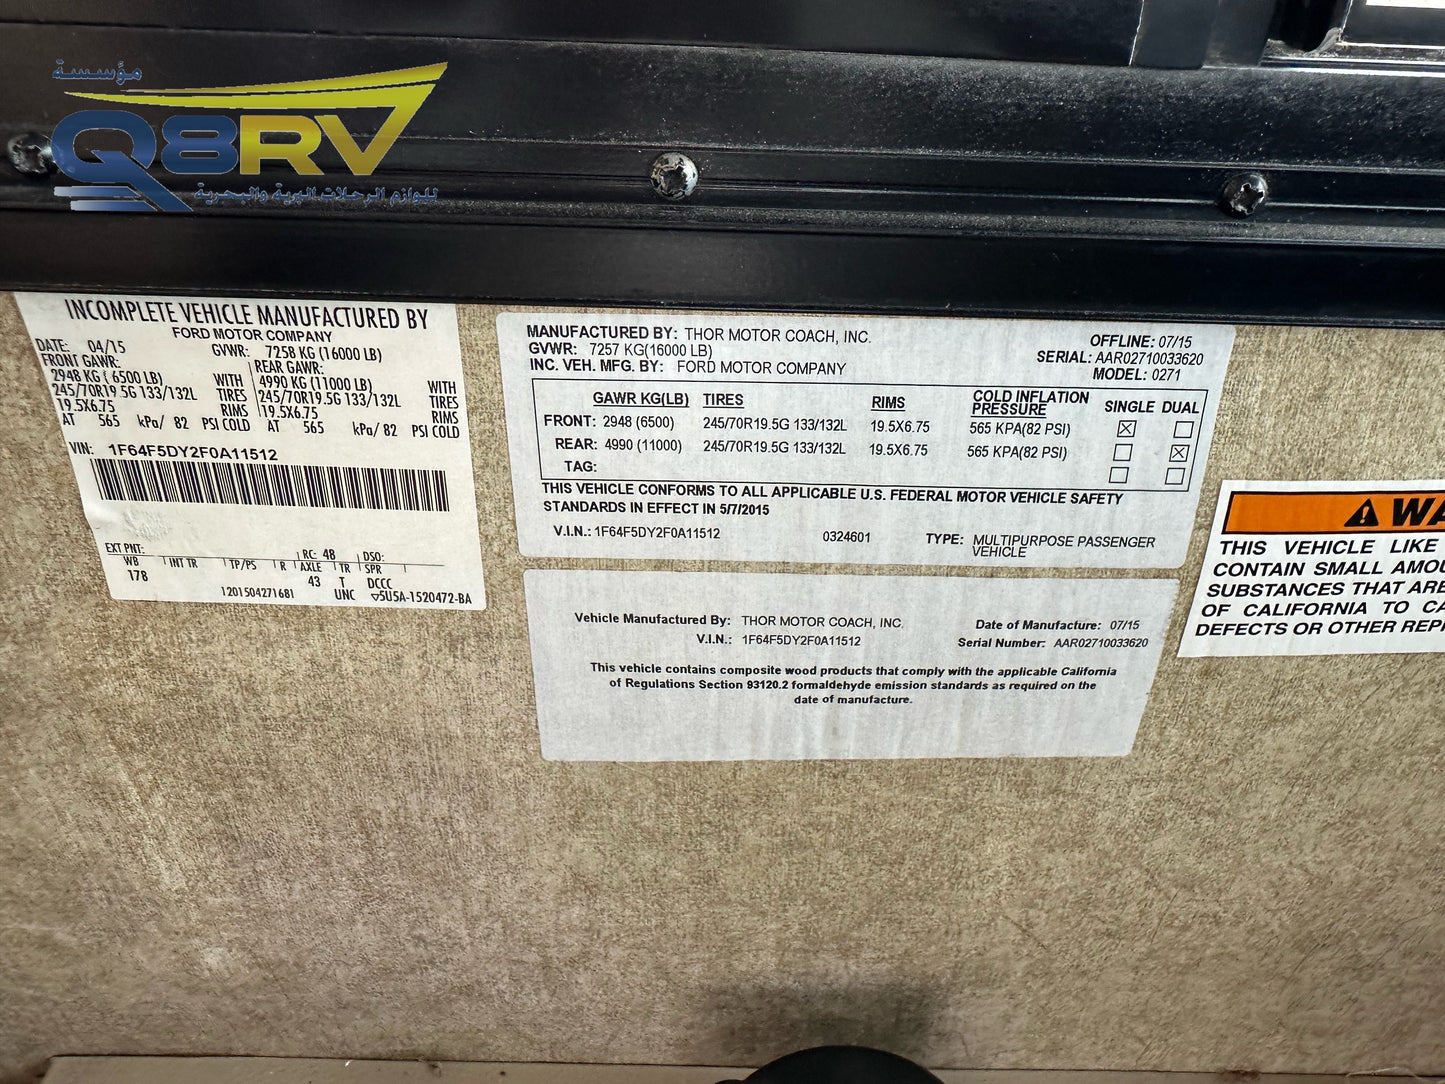 مؤسسة
Q8RV
للوازم الرحلات البرية والبحرية
INCOMPLETE VEHICLE MANUFACTURED BY
FORD MOTOR COMPANY
DATE: 04/15 GVWR: 7258 KG (16000 LB)
FRONT GAWR: REAR GAWR:
2948 KG (6500 LB) WITH 4990 KG (11000 LB) WITH
245/70R19.5G 133/132L TIRES 245/70R19.5G 133/132L TIRES
19.5X6.75 RIMS 19.5X6.75 RIMS
AT 565 kPa/ 82 PSI COLD AT 565 kPa/ 82 PSI COLD
VIN: 1F64F5DY2F0A11512
EXT PNT: RC: 48 DSO:
WB INT TR TP/PS R AXLE TR SPR
178 43 T DCCC
1201504271681 UNC ▽5U5A-1520472-BA
MANUFACTURED BY: THOR MOTOR COACH, INC. OFFLINE: 07/15
GVWR: 7257 KG(16000 LB) SERIAL: AAR02710033620
INC. VEH. MFG. BY: FORD MOTOR COMPANY MODEL: 0271
GAWR KG(LB) TIRES RIMS COLD INFLATION PRESSURE SINGLE DUAL
FRONT: 2948 (6500) 245/70R19.5G 133/132L 19.5X6.75 565 KPA(82 PSI) ☒ ☐
REAR: 4990 (11000) 245/70R19.5G 133/132L 19.5X6.75 565 KPA(82 PSI) ☐ ☒
TAG: ☐ ☐
THIS VEHICLE CONFORMS TO ALL APPLICABLE U.S. FEDERAL MOTOR VEHICLE SAFETY
STANDARDS IN EFFECT IN 5/7/2015
V.I.N.: 1F64F5DY2F0A11512 0324601 TYPE: MULTIPURPOSE PASSENGER
VEHICLE
Vehicle Manufactured By: THOR MOTOR COACH, INC. Date of Manufacture: 07/15
V.I.N.: 1F64F5DY2F0A11512 Serial Number: AAR02710033620
This vehicle contains composite wood products that comply with the applicable California
of Regulations Section 93120.2 formaldehyde emission standards as required on the
date of manufacture.
WA
THIS VEHICLE LIKE
CONTAIN SMALL AMOU
SUBSTANCES THAT ARE
OF CALIFORNIA TO CA
DEFECTS OR OTHER REP